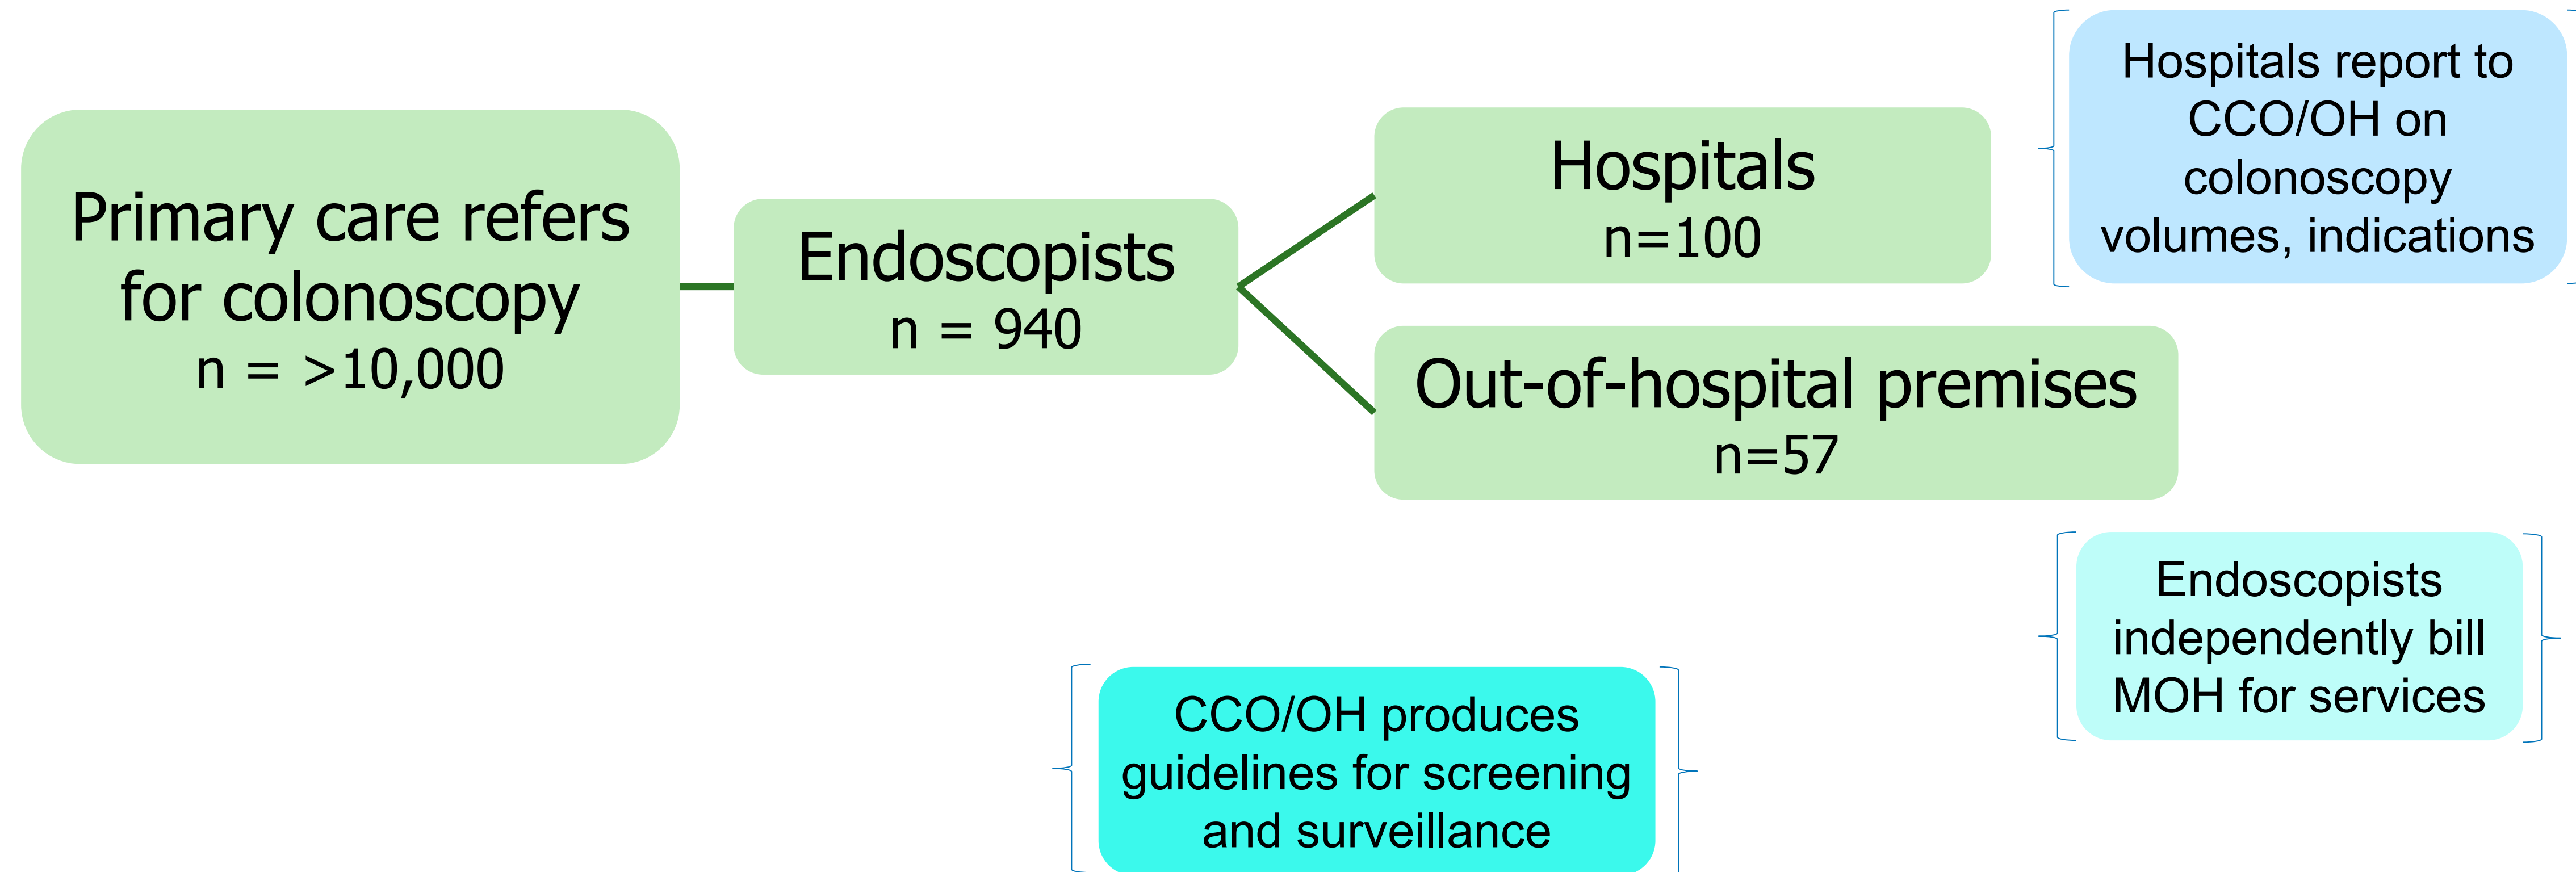 Primary care refers
for colonoscopy
n = >10,000
Endoscopists
n = 940
Hospitals
n=100
Out-of-hospital premises
n=57
Hospitals report to
CCO/OH on
colonoscopy
volumes, indications
Endoscopists
independently bill
MOH for services
CCO/OH produces
guidelines for screening
and surveillance